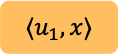 ⟨u₁, x⟩